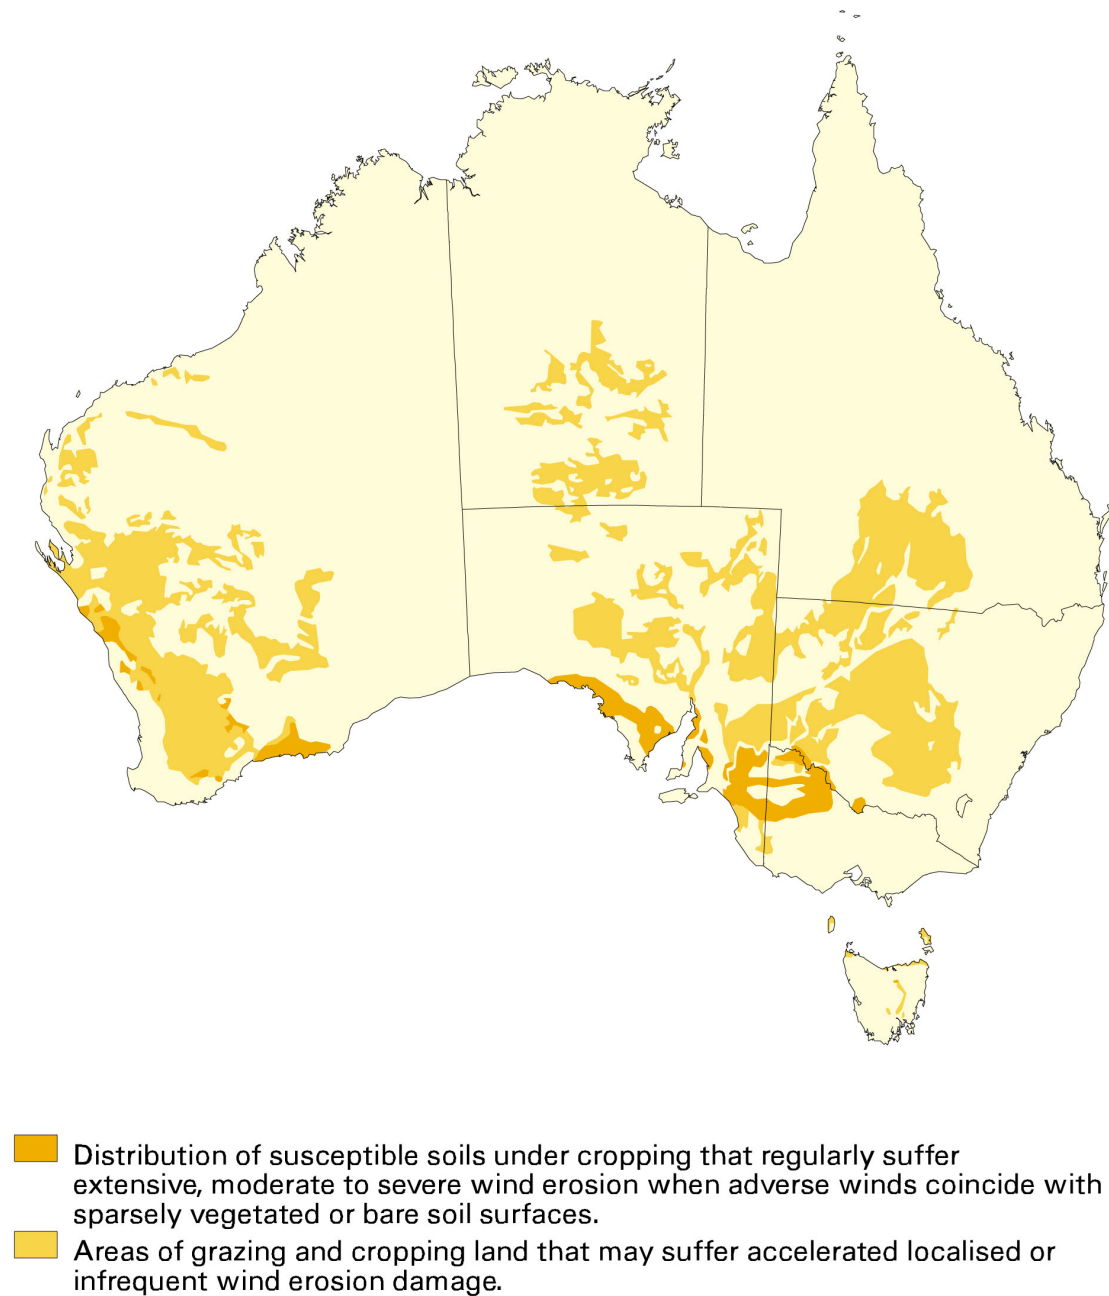 Distribution of susceptible soils under cropping that regularly suffer
extensive, moderate to severe wind erosion when adverse winds coincide with
sparsely vegetated or bare soil surfaces.
Areas of grazing and cropping land that may suffer accelerated localised or
infrequent wind erosion damage.